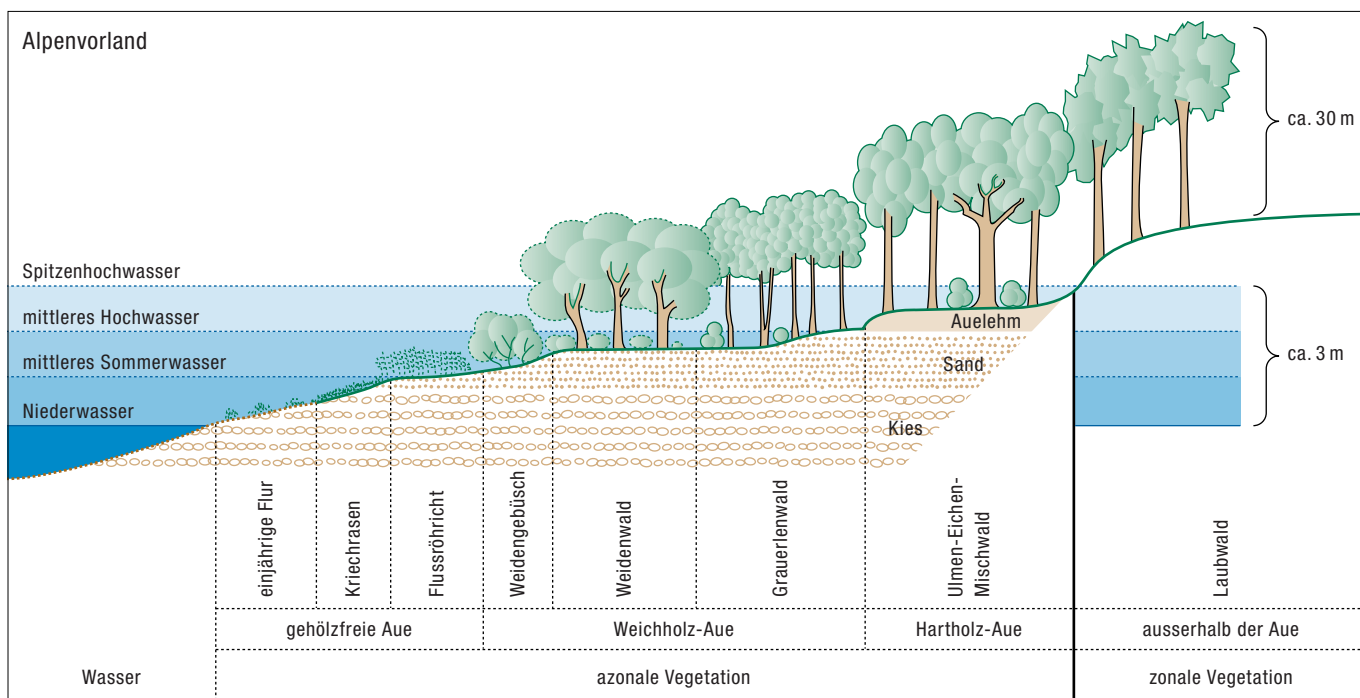 Alpenvorland
ca. 30 m
Spitzenhochwasser
mittleres Hochwasser
Auelehm
mittleres Sommerwasser
Sand
ca. 3 m
Niederwasser
Kies
einjährige Flur
Kriechrasen
Flussröhricht
Weidengebüsch
Weidenwald
Grauerlenwald
Ulmen-Eichen-
Mischwald
Laubwald
gehölzfreie Aue
Weichholz-Aue
Hartholz-Aue
ausserhalb der Aue
Wasser
azonale Vegetation
zonale Vegetation